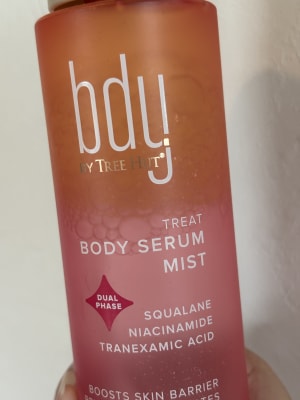 bdy
BY TREE HUT®
TREAT
BODY SERUM
MIST
DUAL
PHASE
SQUALANE
NIACINAMIDE
TRANEXAMIC ACID
BOOSTS SKIN BARRIER